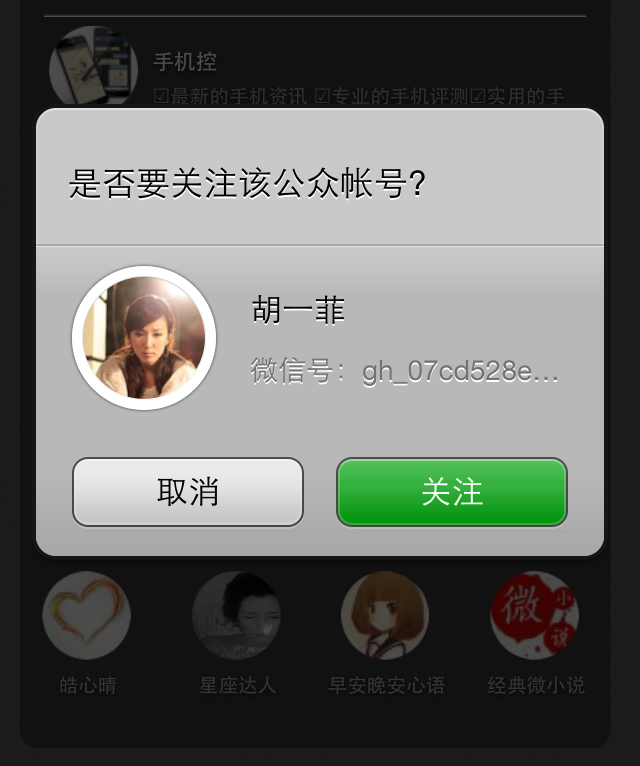 手机控
☑最新的手机资讯 ☑专业的手机评测☑实用的手
是否要关注该公众帐号?
胡一菲
微信号：gh_07cd528e...
取消
关注
微小说
皓心晴
星座达人
早安晚安心语
经典微小说